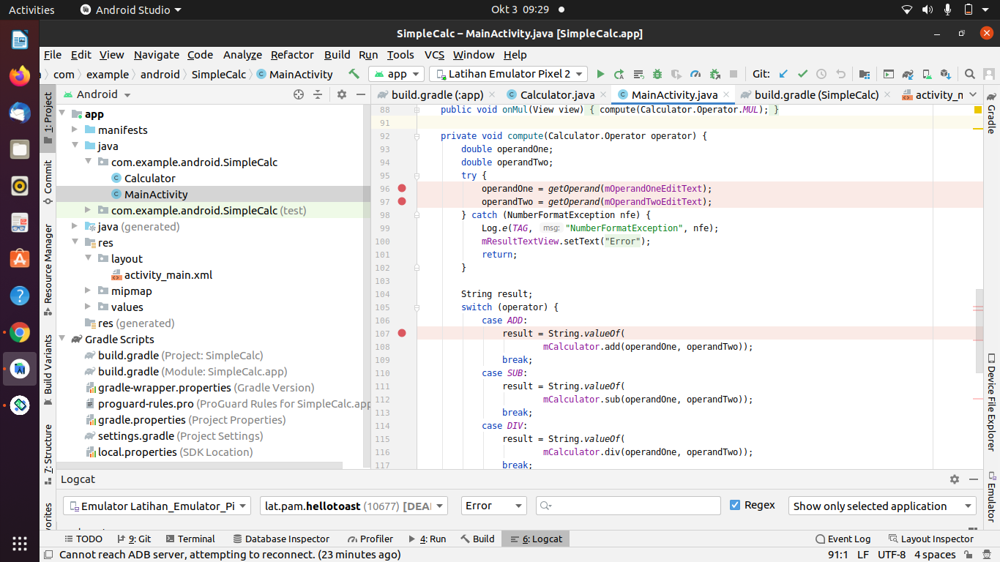 Activities
Android Studio
Okt 3 09:29
SimpleCalc – MainActivity.java [SimpleCalc.app]
File Edit View Navigate Code Analyze Refactor Build Run Tools VCS Window Help
com example android SimpleCalc MainActivity
app
Latihan Emulator Pixel 2
Git:
1: Project
Commit
Resource Manager
Build Variants
7: Structure
Android
app
manifests
java
com.example.android.SimpleCalc
Calculator
MainActivity
com.example.android.SimpleCalc (test)
java (generated)
res
layout
activity_main.xml
mipmap
values
res (generated)
Gradle Scripts
build.gradle (Project: SimpleCalc)
build.gradle (Module: SimpleCalc.app)
gradle-wrapper.properties (Gradle Version)
proguard-rules.pro (ProGuard Rules for SimpleCalc.app
gradle.properties (Project Properties)
settings.gradle (Project Settings)
local.properties (SDK Location)
build.gradle (:app)
Calculator.java
MainActivity.java
build.gradle (SimpleCalc)
activity_m
88 public void onMul(View view) { compute(Calculator.Operator.MUL); }
91
92 private void compute(Calculator.Operator operator) {
93 double operandOne;
94 double operandTwo;
95 try {
96 operandOne = getOperand(mOperandOneEditText);
97 operandTwo = getOperand(mOperandTwoEditText);
98 } catch (NumberFormatException nfe) {
99 Log.e(TAG, msg: "NumberFormatException", nfe);
100 mResultTextView.setText("Error");
101 return;
102 }
103
104 String result;
105 switch (operator) {
106 case ADD:
107 result = String.valueOf(
108 mCalculator.add(operandOne, operandTwo));
109 break;
110 case SUB:
111 result = String.valueOf(
112 mCalculator.sub(operandOne, operandTwo));
113 break;
114 case DIV:
115 result = String.valueOf(
116 mCalculator.div(operandOne, operandTwo));
117 break;
Gradle
Device File Explorer
Emulator
Logcat
Emulator Latihan_Emulator_Pi
lat.pam.hellotoast (10677) [DEA
Error
Regex
Show only selected application
TODO
9: Git
Terminal
Database Inspector
Profiler
4: Run
Build
6: Logcat
Event Log
Layout Inspector
Cannot reach ADB server, attempting to reconnect. (23 minutes ago)
91:1 LF UTF-8 4 spaces